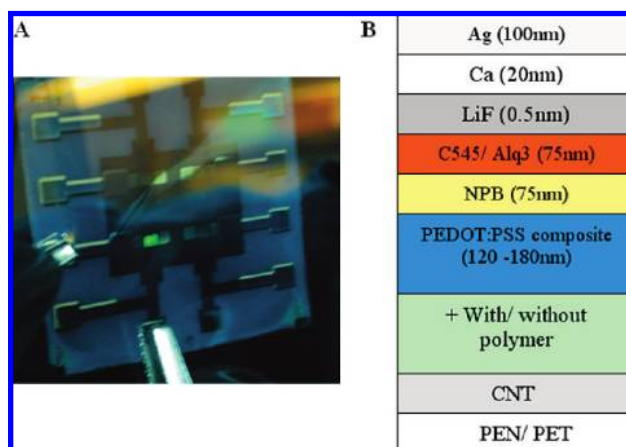 A
B
Ag (100nm)
Ca (20nm)
LiF (0.5nm)
C545/ Alq3 (75nm)
NPB (75nm)
PEDOT:PSS composite
(120 -180nm)
+ With/ without
polymer
CNT
PEN/ PET